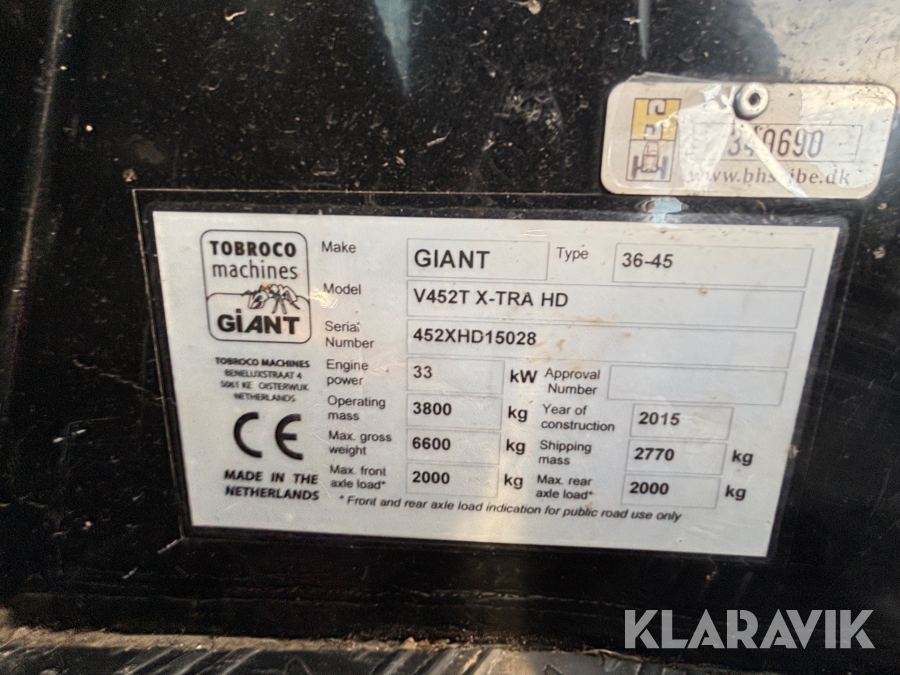 349690
TOBROCO
machines
GiANT
TOBROCO MACHINES
BENELUXSTRAAT 4
5061 KE OISTERWIJK
NETHERLANDS
CE
MADE IN THE
NETHERLANDS
Make GIANT Type 36-45
Model V452T X-TRA HD
Serial Number 452XHD15028
Engine power 33 kW Approval Number
Operating mass 3800 kg Year of construction 2015
Max. gross weight 6600 kg Shipping mass 2770 kg
Max. front axle load* 2000 kg Max. rear axle load* 2000 kg
* Front and rear axle load indication for public road use only
KLARAVIK